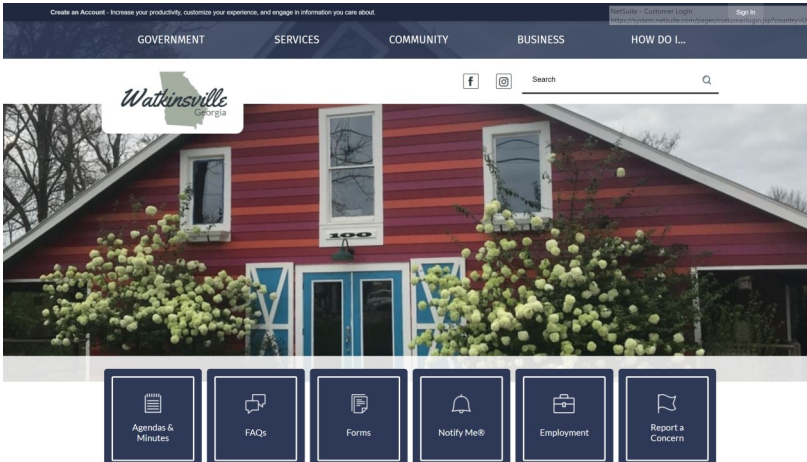 Create an Account - Increase your productivity, customize your experience, and engage in information you care about.
NetSuite - Customer Login
Sign In
GOVERNMENT
SERVICES
COMMUNITY
BUSINESS
HOW DO I...
Watkinsville
Georgia
f
Search
100
Agendas &
Minutes
FAQs
Forms
Notify Me®
Employment
Report a
Concern